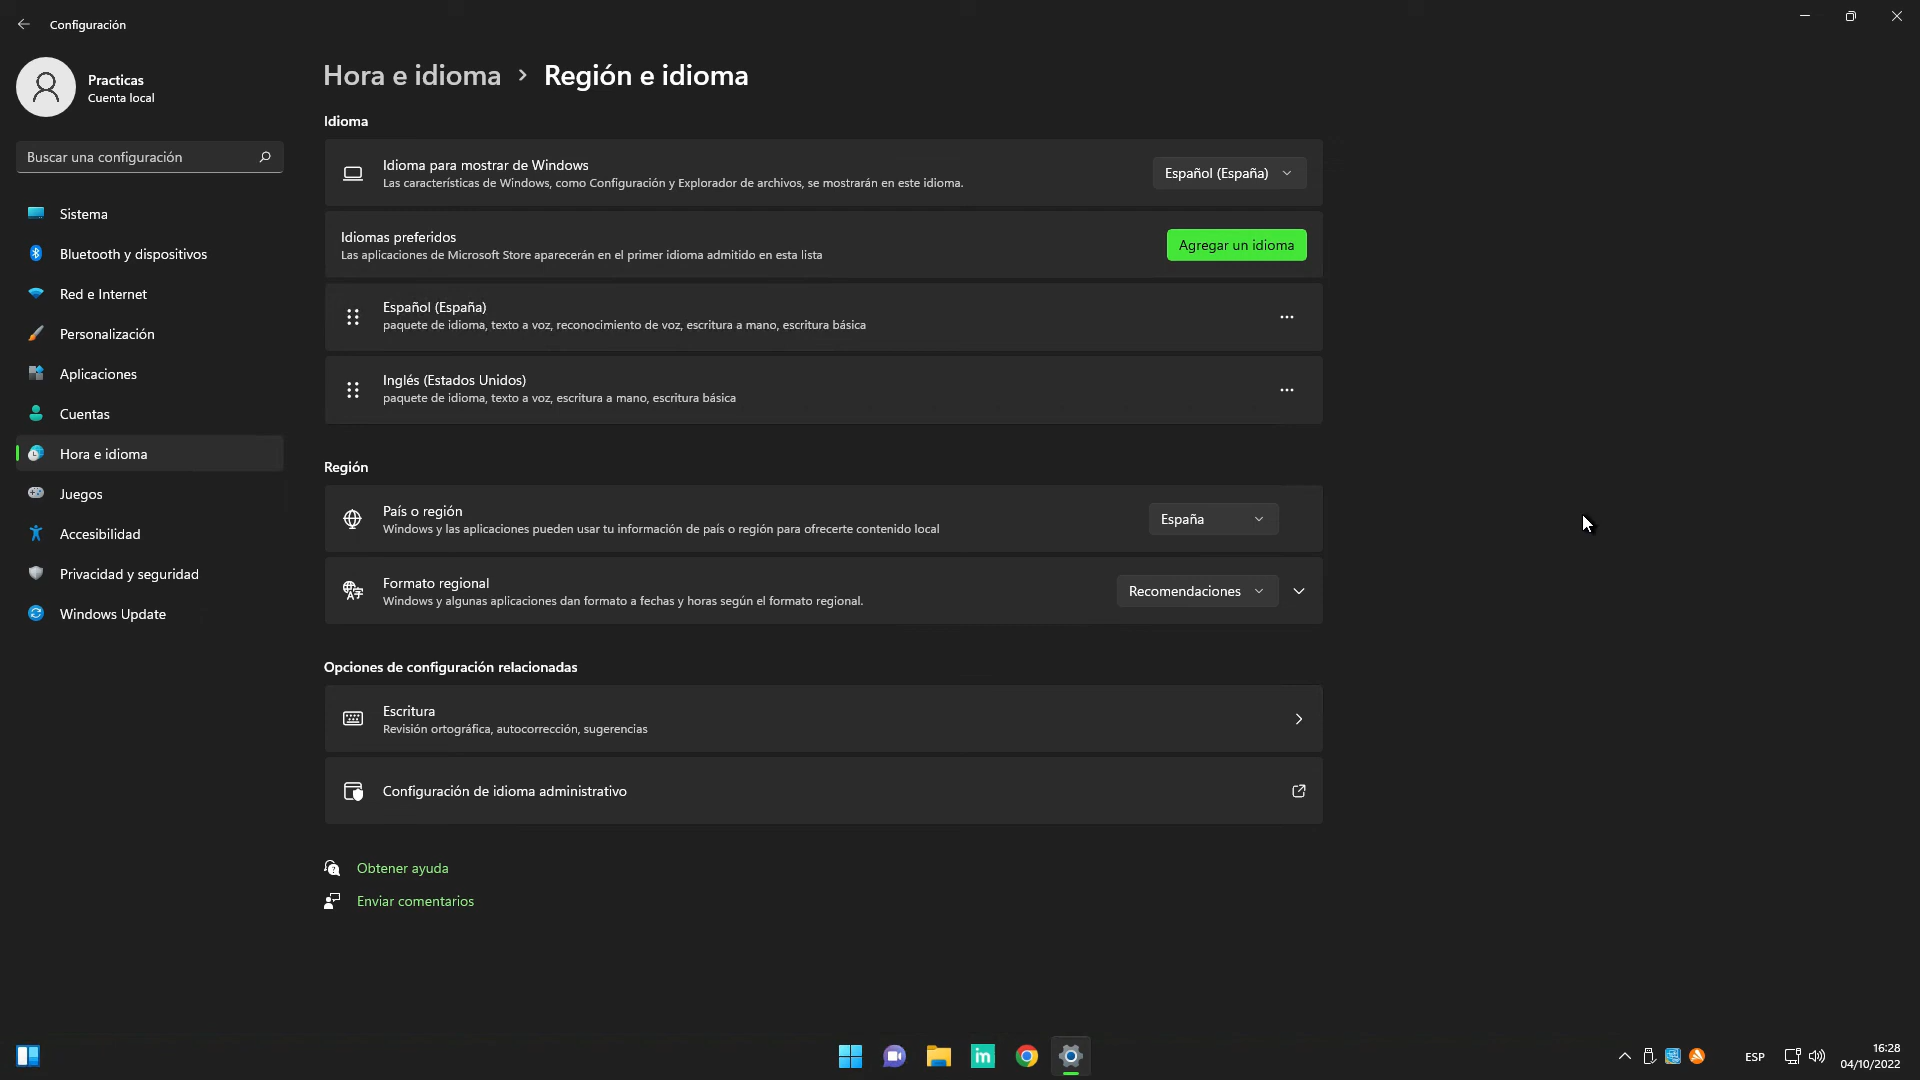 Configuración
Practicas
Cuenta local
Buscar una configuración
Sistema
Bluetooth y dispositivos
Red e Internet
Personalización
Aplicaciones
Cuentas
Hora e idioma
Juegos
Accesibilidad
Privacidad y seguridad
Windows Update
Hora e idioma › Región e idioma
Idioma
Idioma para mostrar de Windows
Las características de Windows, como Configuración y Explorador de archivos, se mostrarán en este idioma.
Español (España)
Idiomas preferidos
Las aplicaciones de Microsoft Store aparecerán en el primer idioma admitido en esta lista
Agregar un idioma
Español (España)
paquete de idioma, texto a voz, reconocimiento de voz, escritura a mano, escritura básica
Inglés (Estados Unidos)
paquete de idioma, texto a voz, escritura a mano, escritura básica
Región
País o región
Windows y las aplicaciones pueden usar tu información de país o región para ofrecerte contenido local
España
Formato regional
Windows y algunas aplicaciones dan formato a fechas y horas según el formato regional.
Recomendaciones
Opciones de configuración relacionadas
Escritura
Revisión ortográfica, autocorrección, sugerencias
Configuración de idioma administrativo
Obtener ayuda
Enviar comentarios
in
ESP
16:28
04/10/2022